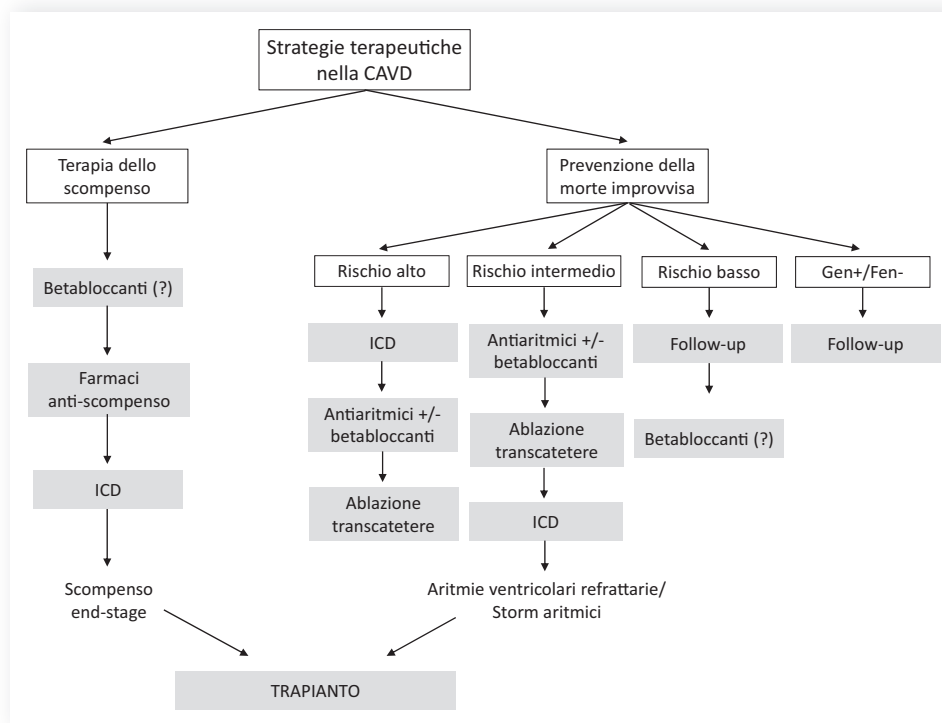 Strategie terapeutiche
nella CAVD
Terapia dello
scompenso
Prevenzione della
morte improvvisa
Rischio alto
Rischio intermedio
Rischio basso
Gen+/Fen-
Betabloccanti (?)
ICD
Antiaritmici +/-
betabloccanti
Follow-up
Follow-up
Farmaci
anti-scompenso
Antiaritmici +/-
betabloccanti
Ablazione
transcatetere
Betabloccanti (?)
ICD
Ablazione
transcatetere
ICD
Scompenso
end-stage
Aritmie ventricolari refrattarie/
Storm aritmici
TRAPIANTO